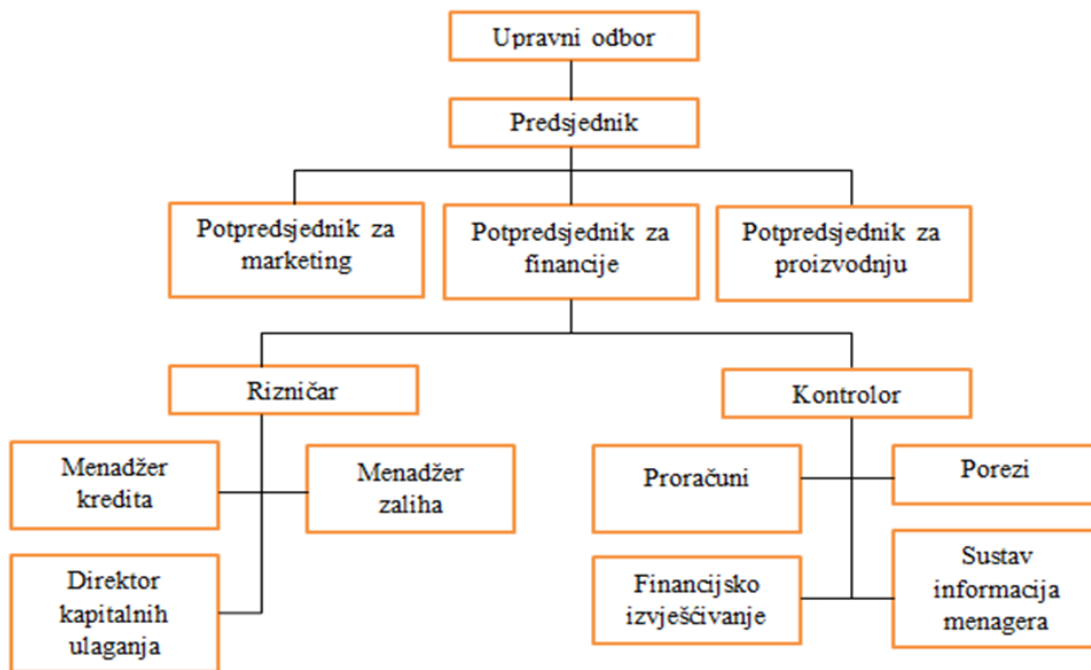 Upravni odbor
Predsjednik
Potpredsjednik za
marketing
Potpredsjednik za
financije
Potpredsjednik za
proizvodnju
Rizničar
Kontrolor
Menadžer
kredita
Menadžer
zaliha
Proračuni
Porezi
Direktor
kapitalnih
ulaganja
Financijsko
izvješćivanje
Sustav
informacija
menagera